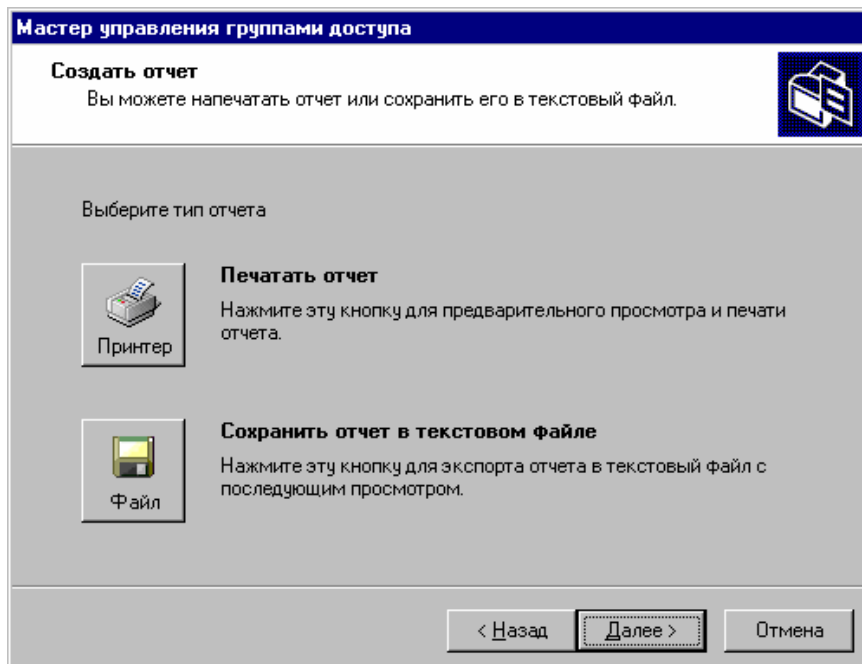 Мастер управления группами доступа
Создать отчет
Вы можете напечатать отчет или сохранить его в текстовый файл.
Выберите тип отчета
Принтер
Печатать отчет
Нажмите эту кнопку для предварительного просмотра и печати
отчета.
Файл
Сохранить отчет в текстовом файле
Нажмите эту кнопку для экспорта отчета в текстовый файл с
последующим просмотром.
< Назад
Далее >
Отмена